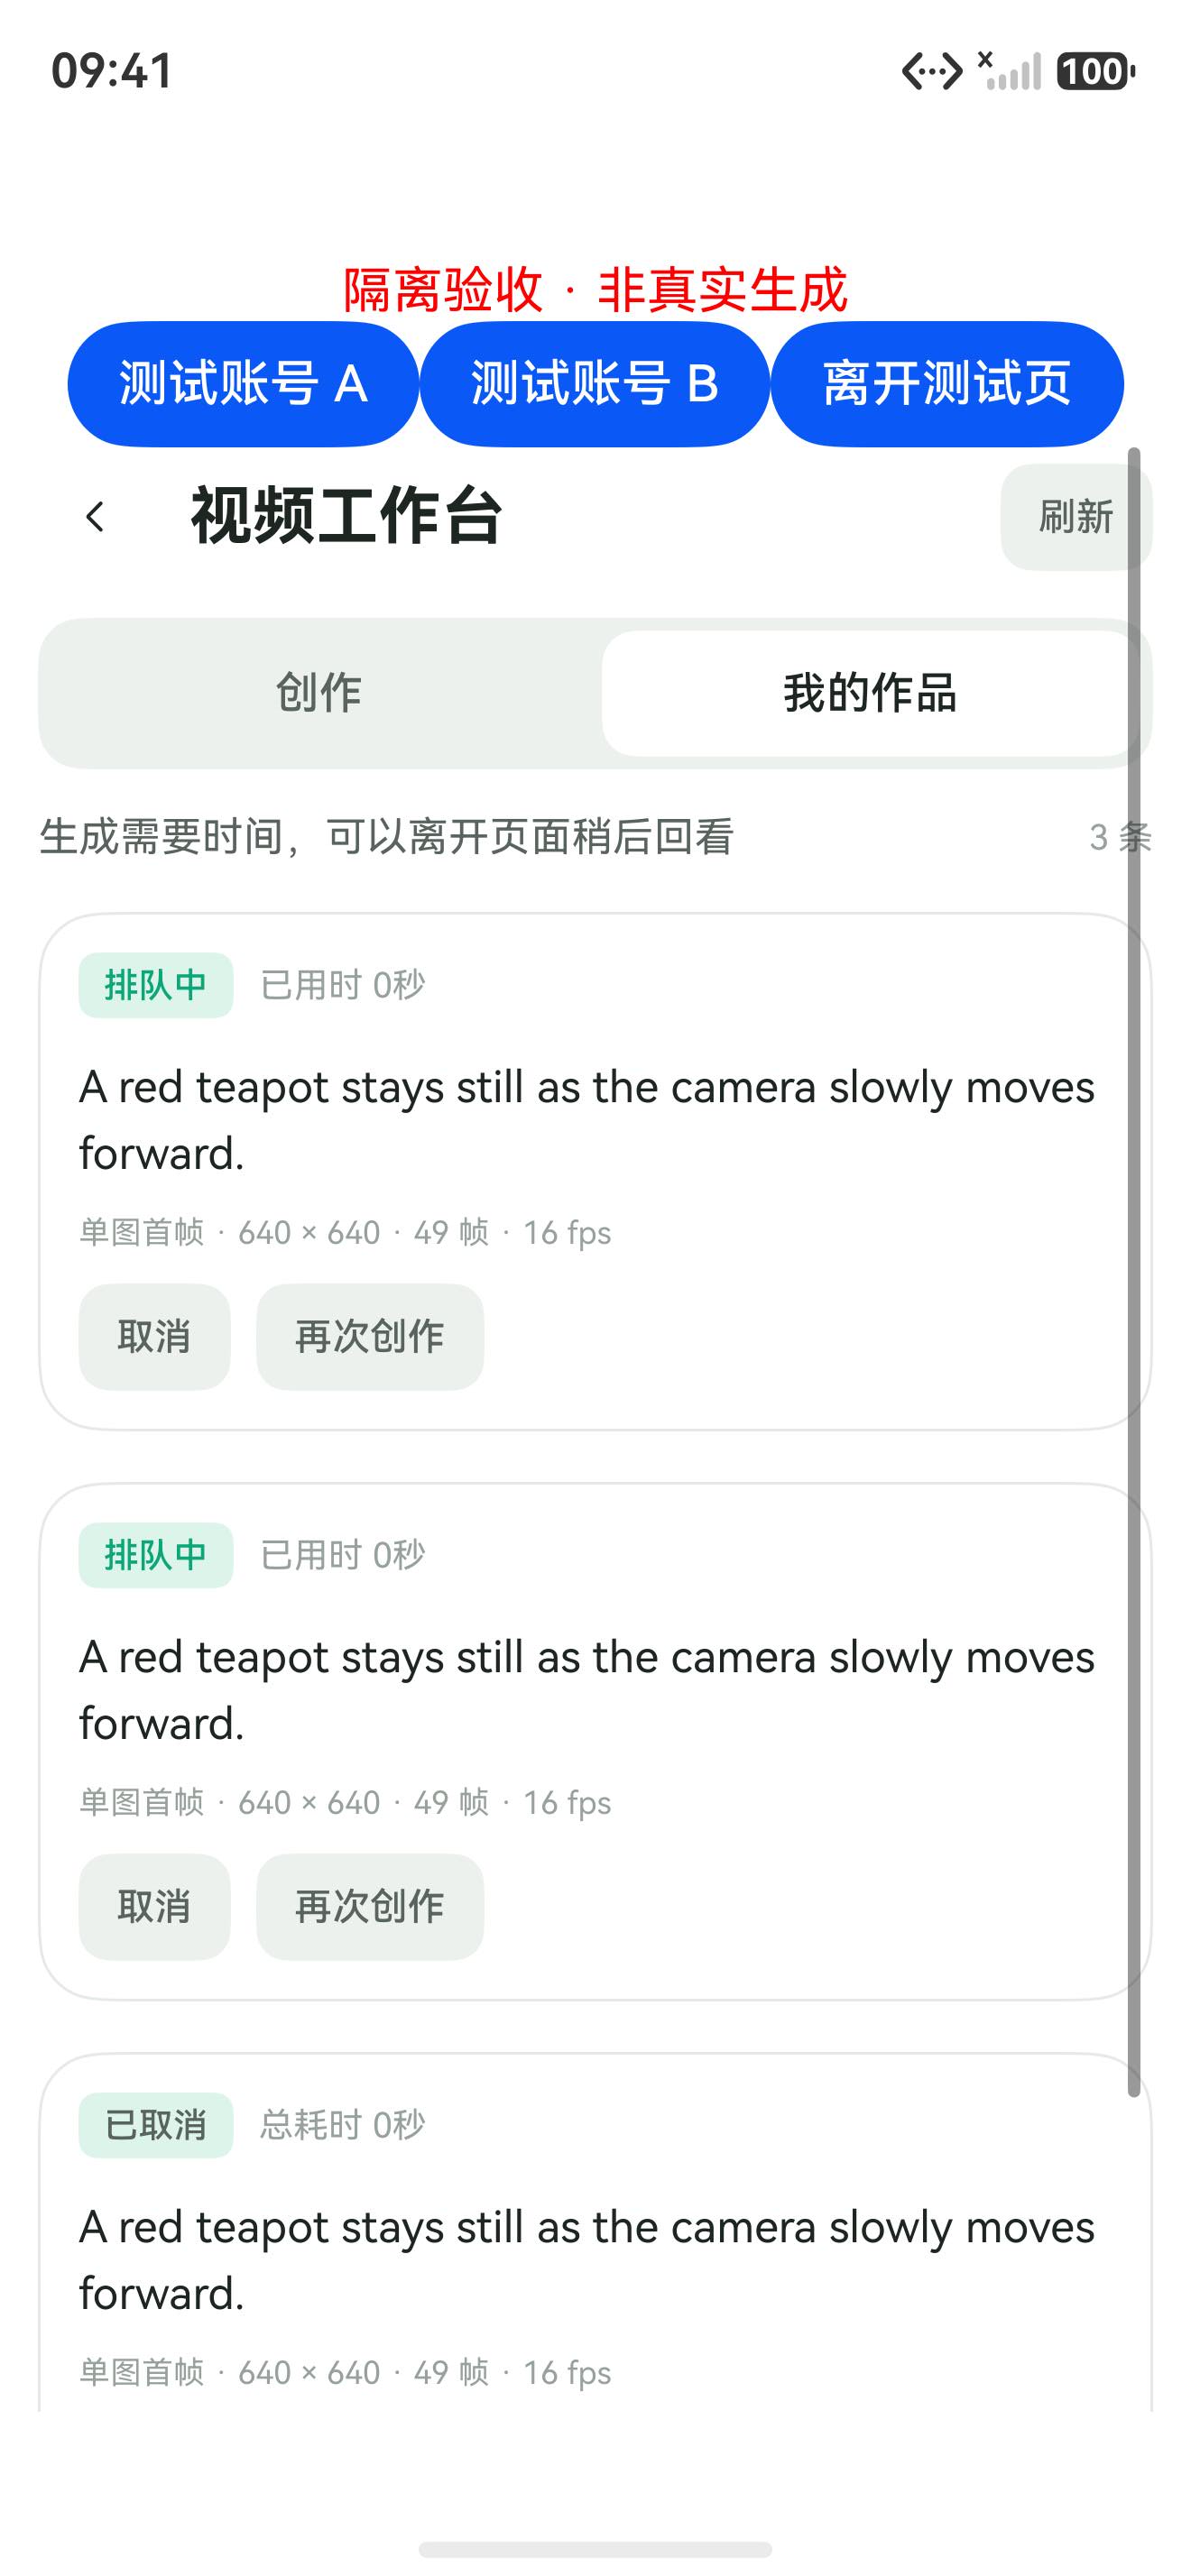 09:41
100
隔离验收 · 非真实生成
测试账号 A
测试账号 B
离开测试页
视频工作台
刷新
创作
我的作品
生成需要时间，可以离开页面稍后回看
3 条
排队中 已用时 0秒
A red teapot stays still as the camera slowly moves
forward.
单图首帧 · 640 × 640 · 49 帧 · 16 fps
取消
再次创作
排队中 已用时 0秒
A red teapot stays still as the camera slowly moves
forward.
单图首帧 · 640 × 640 · 49 帧 · 16 fps
取消
再次创作
已取消 总耗时 0秒
A red teapot stays still as the camera slowly moves
forward.
单图首帧 · 640 × 640 · 49 帧 · 16 fps